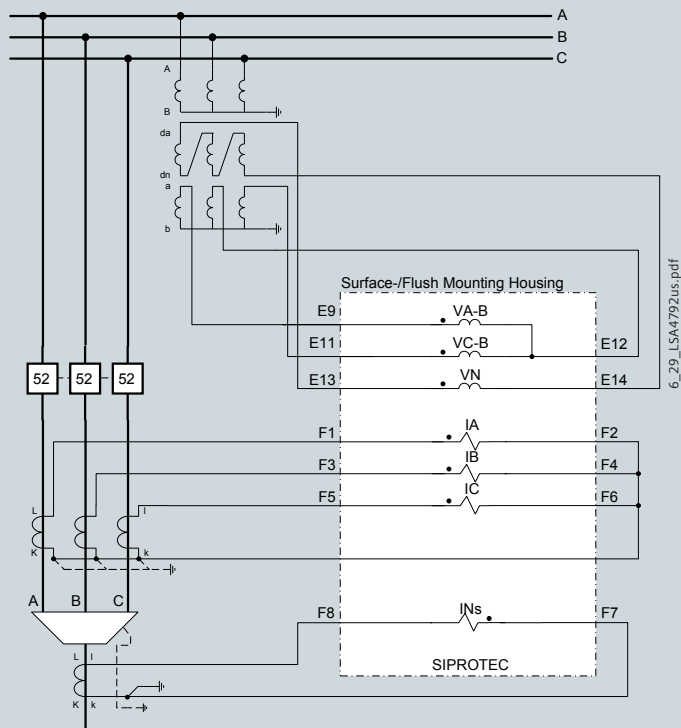 A
B
C
A
B
da
dn
a
b
Surface-/Flush Mounting Housing
E9 VA-B
E11 VC-B E12
E13 VN E14
52 52 52
F1 IA F2
F3 IB F4
F5 IC F6
L l
K k
A B C
F8 INs F7
L l
K k
SIPROTEC
6_29_LSA4792us.pdf